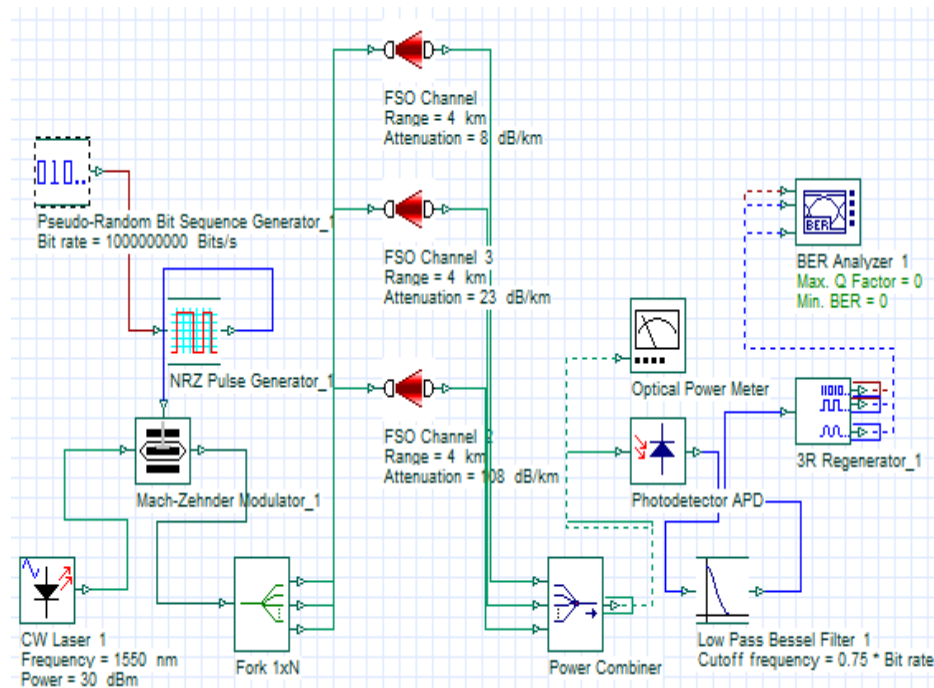 FSO Channel
Range = 4 km
Attenuation = 8 dB/km
010..
Pseudo-Random Bit Sequence Generator_1
Bit rate = 1000000000 Bits/s
FSO Channel 3
Range = 4 km
Attenuation = 23 dB/km
BER
BER Analyzer 1
Max. Q Factor = 0
Min. BER = 0
NRZ Pulse Generator_1
Optical Power Meter
FSO Channel 2
Range = 4 km
Attenuation = 108 dB/km
3R Regenerator_1
Mach-Zehnder Modulator_1
Photodetector APD
CW Laser 1
Frequency = 1550 nm
Power = 30 dBm
Fork 1xN
Power Combiner
Low Pass Bessel Filter 1
Cutoff frequency = 0.75 * Bit rate